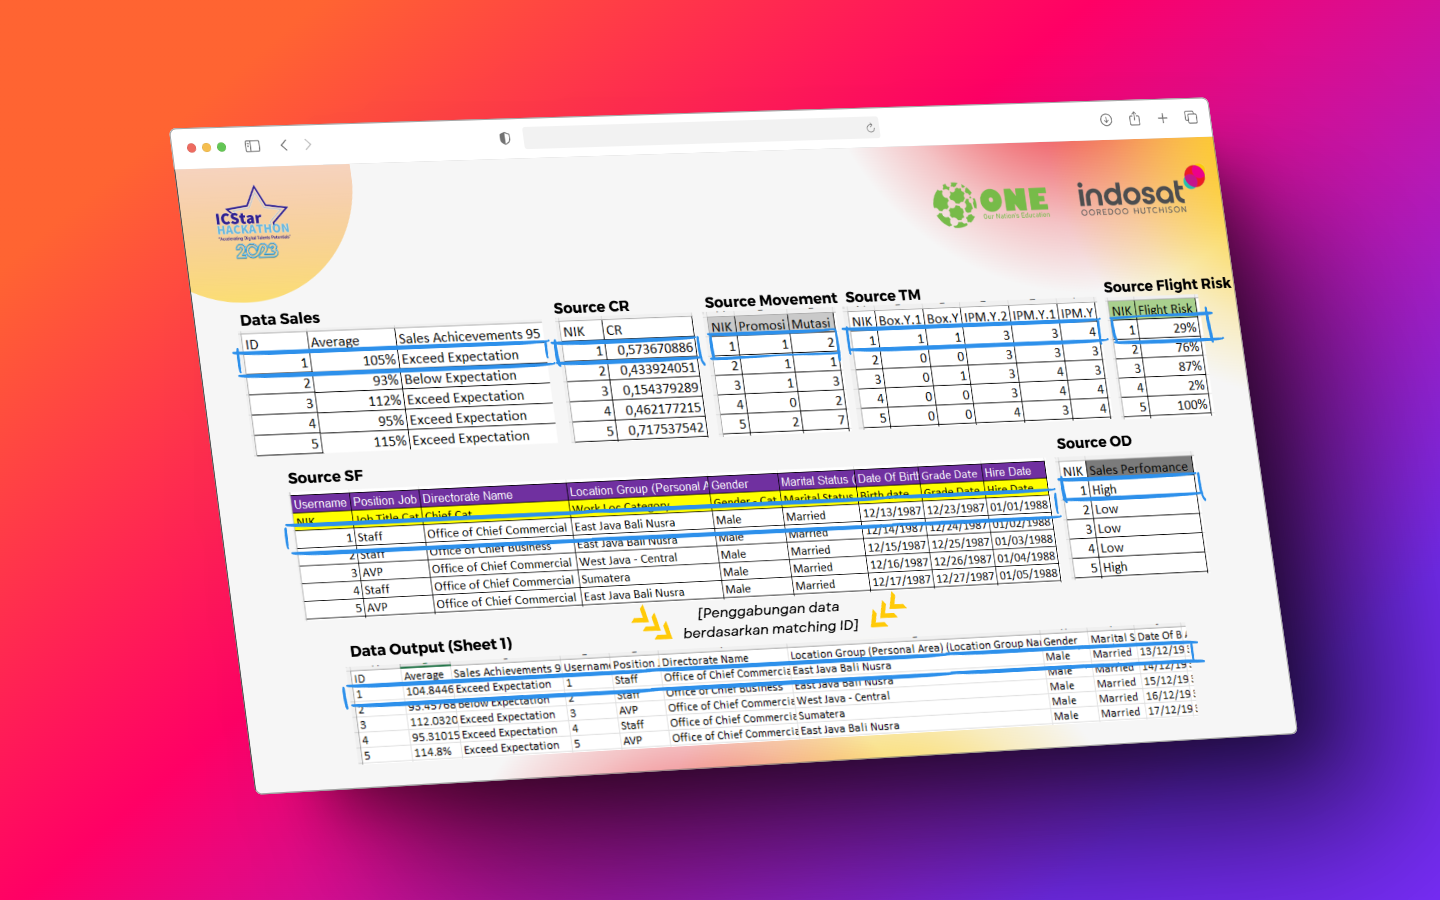 ICStar
HACKATHON
"Accelerating Digital Talents Potentials"
2023
ONE
Our Nation's Education
indosat
OOREDOO HUTCHISON
Data Sales
ID Average Sales Achicevements 95
1 105% Exceed Expectation
2 93% Below Expectation
3 112% Exceed Expectation
4 95% Exceed Expectation
5 115% Exceed Expectation
Source CR
NIK CR
1 0,573670886
2 0,433924051
3 0,154379289
4 0,462177215
5 0,717537542
Source Movement
NIK Promosi Mutasi
1 1 2
2 1 1
3 1 3
4 0 2
5 2 7
Source TM
NIK Box.Y.1 Box.Y IPM.Y.2 IPM.Y.1 IPM.Y
1 1 1 3 3 4
2 0 0 3 3 3
3 0 1 3 4 3
4 0 0 3 4 4
5 0 0 4 3 4
Source Flight Risk
NIK Flight Risk
1 29%
2 76%
3 87%
4 2%
5 100%
Source SF
Username Position Job Directorate Name Location Group (Personal A Gender Marital Status ( Date Of Birt Grade Date Hire Date
NIK Job Title Cat Chief Cat Work Loc Category Gender - Cat Marital Status Birth date Grade Date Hire Date
1 Staff Office of Chief Commercial East Java Bali Nusra Male Married 12/13/1987 12/23/1987 01/01/1988
2 Staff Office of Chief Business East Java Bali Nusra Male Married 12/14/1987 12/24/1987 01/02/1988
3 AVP Office of Chief Commercial West Java - Central Male Married 12/15/1987 12/25/1987 01/03/1988
4 Staff Office of Chief Commercial Sumatera Male Married 12/16/1987 12/26/1987 01/04/1988
5 AVP Office of Chief Commercial East Java Bali Nusra Male Married 12/17/1987 12/27/1987 01/05/1988
Source OD
NIK Sales Perfomance
1 High
2 Low
3 Low
4 Low
5 High
[Penggabungan data
berdasarkan matching ID]
Data Output (Sheet 1)
ID Average Sales Achievements 9 Usernam Position Directorate Name Location Group (Personal Area) (Location Group Na Gender Marital S Date Of B
1 104.8446 Exceed Expectation 1 Staff Office of Chief Commercia East Java Bali Nusra Male Married 13/12/19
2 93.45768 Below Expectation 2 Staff Office of Chief Business East Java Bali Nusra Male Married 14/12/19
3 112.0320 Exceed Expectation 3 AVP Office of Chief Commercia West Java - Central Male Married 15/12/19
4 95.31015 Exceed Expectation 4 Staff Office of Chief Commercia Sumatera Male Married 16/12/19
5 114.8% Exceed Expectation 5 AVP Office of Chief Commercia East Java Bali Nusra Male Married 17/12/19